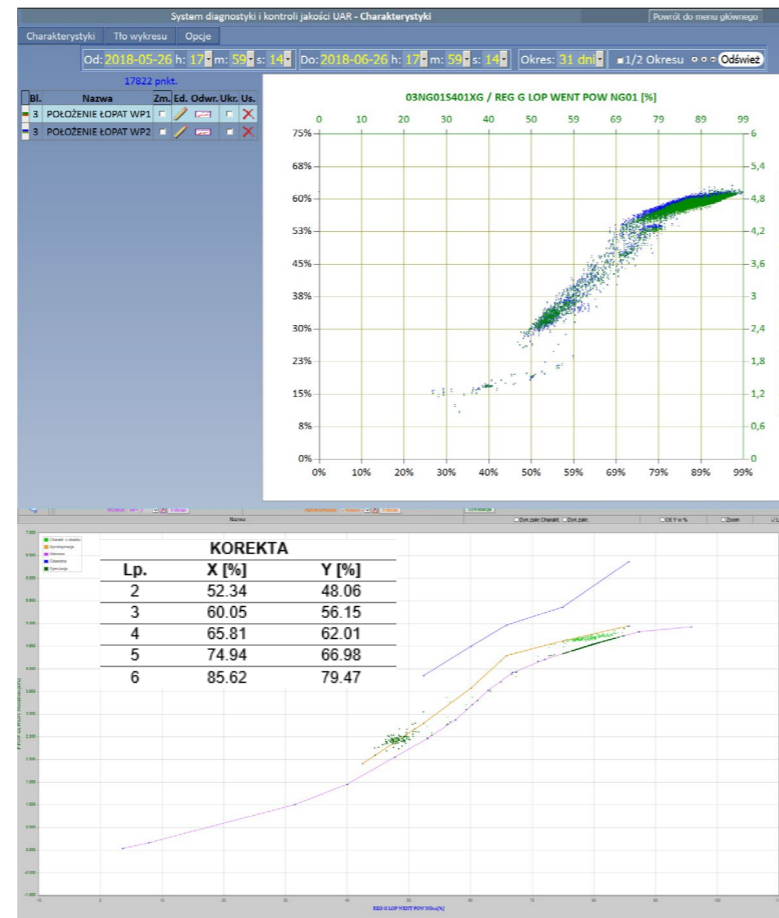 System diagnostyki i kontroli jakości UAR - Charakterystyki
Powrót do menu głównego
Charakterystyki Tło wykresu Opcje
Od: 2018-05-26 h: 17 m: 59 s: 14 Do: 2018-06-26 h: 17 m: 59 s: 14 Okres: 31 dni 1/2 Okresu Odśwież
17822 pnkt.
Bl. Nazwa Zm. Ed. Odwr. Ukr. Us.
3 POŁOŻENIE ŁOPAT WP1
3 POŁOŻENIE ŁOPAT WP2
03NG01S401XG / REG G LOP WENT POW NG01 [%]
0 10 20 30 40 50 59 69 79 89 99
75% 6
68% 5,4
60% 4,8
53% 4,2
45% 3,6
38% 3
30% 2,4
23% 1,8
15% 1,2
8% 0,6
0% 0
0% 10% 20% 30% 40% 50% 59% 69% 79% 89% 99%
Nazwa
KOREKTA
Lp. X [%] Y [%]
2 52.34 48.06
3 60.05 56.15
4 65.81 62.01
5 74.94 66.98
6 85.62 79.47